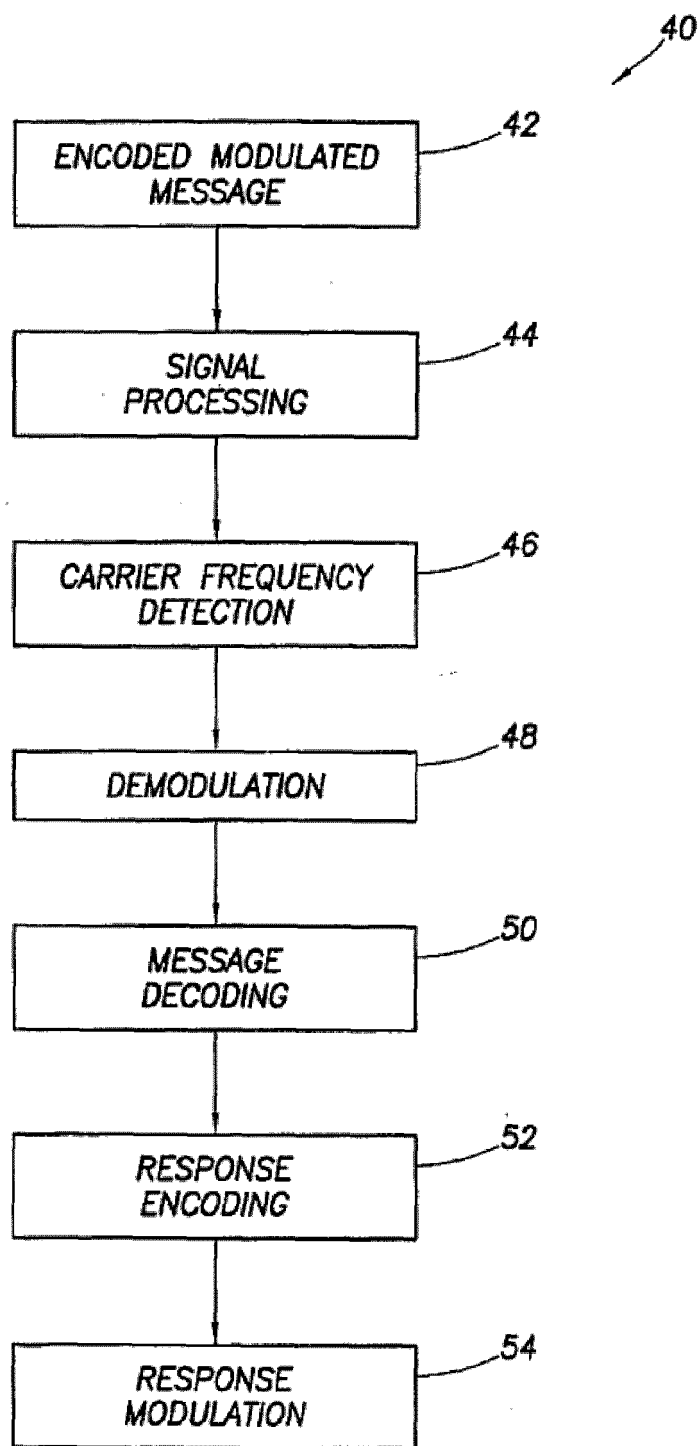 40
42
ENCODED MODULATED
MESSAGE
44
SIGNAL
PROCESSING
46
CARRIER FREQUENCY
DETECTION
48
DEMODULATION
50
MESSAGE
DECODING
52
RESPONSE
ENCODING
54
RESPONSE
MODULATION